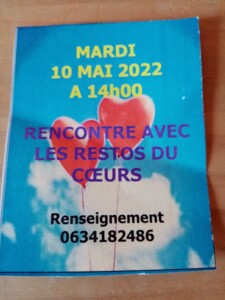 MARDI
10 MAI 2022
A 14h00
RENCONTRE AVEC
LES RESTOS DU
CŒURS
Renseignement
0634182486